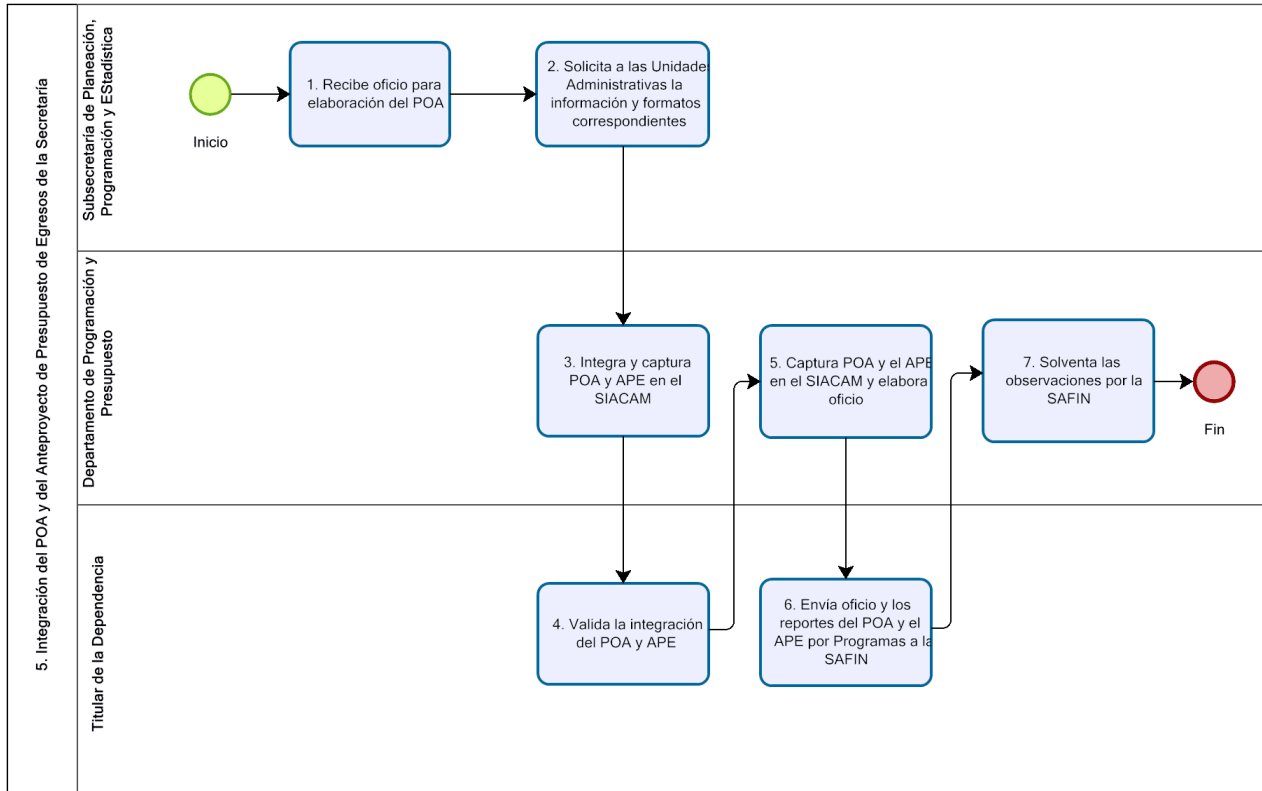 5. Integración del POA y del Anteproyecto de Presupuesto de Egresos de la Secretaría
Subsecretaría de Planeación,
Programación y EStadística
Inicio
1. Recibe oficio para
elaboración del POA
2. Solicita a las Unidades
Administrativas la
información y formatos
correspondientes
Departamento de Programación y
Presupuesto
3. Integra y captura
POA y APE en el
SIACAM
5. Captura POA y el APE
en el SIACAM y elabora
oficio
7. Solventa las
observaciones por la
SAFIN
Fin
Titular de la Dependencia
4. Valida la integración
del POA y APE
6. Envía oficio y los
reportes del POA y el
APE por Programas a la
SAFIN